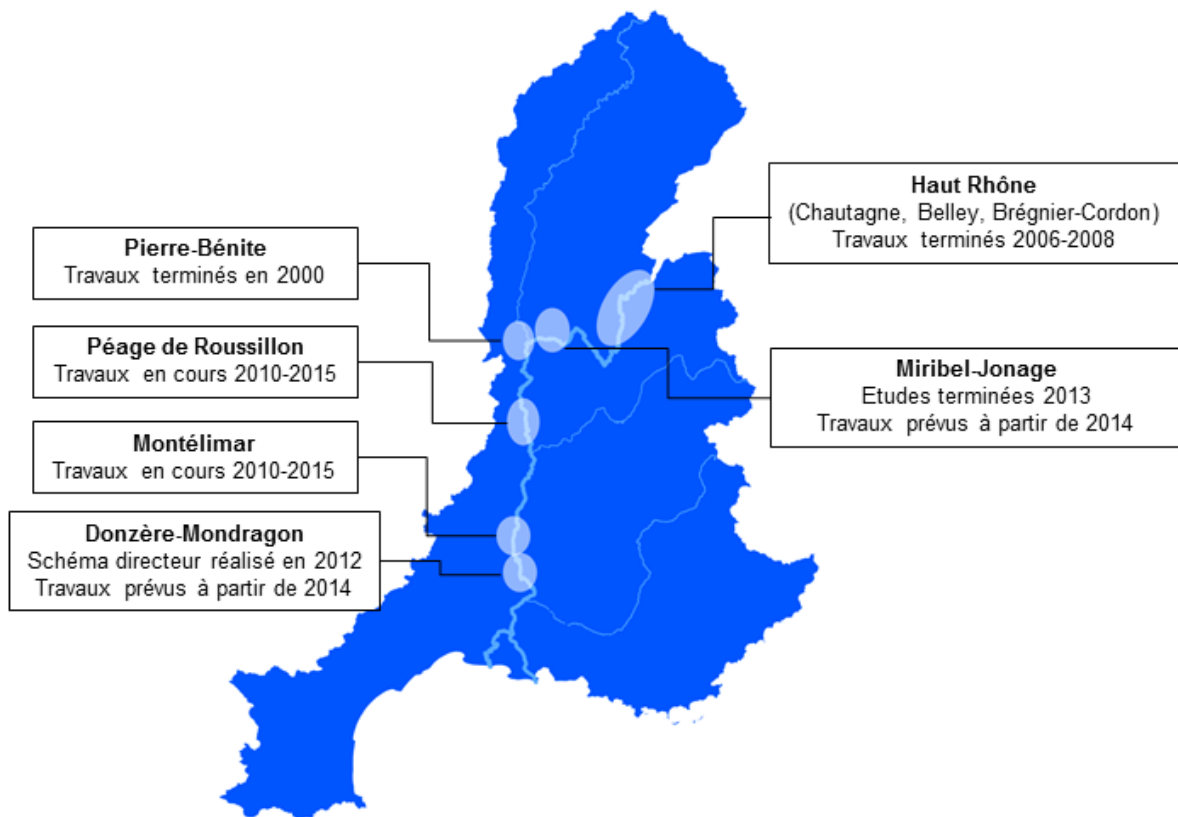 Haut Rhône
(Chautagne, Belley, Brégnier-Cordon)
Travaux terminés 2006-2008
Pierre-Bénite
Travaux terminés en 2000
Péage de Roussillon
Travaux en cours 2010-2015
Miribel-Jonage
Etudes terminées 2013
Travaux prévus à partir de 2014
Montélimar
Travaux en cours 2010-2015
Donzère-Mondragon
Schéma directeur réalisé en 2012
Travaux prévus à partir de 2014